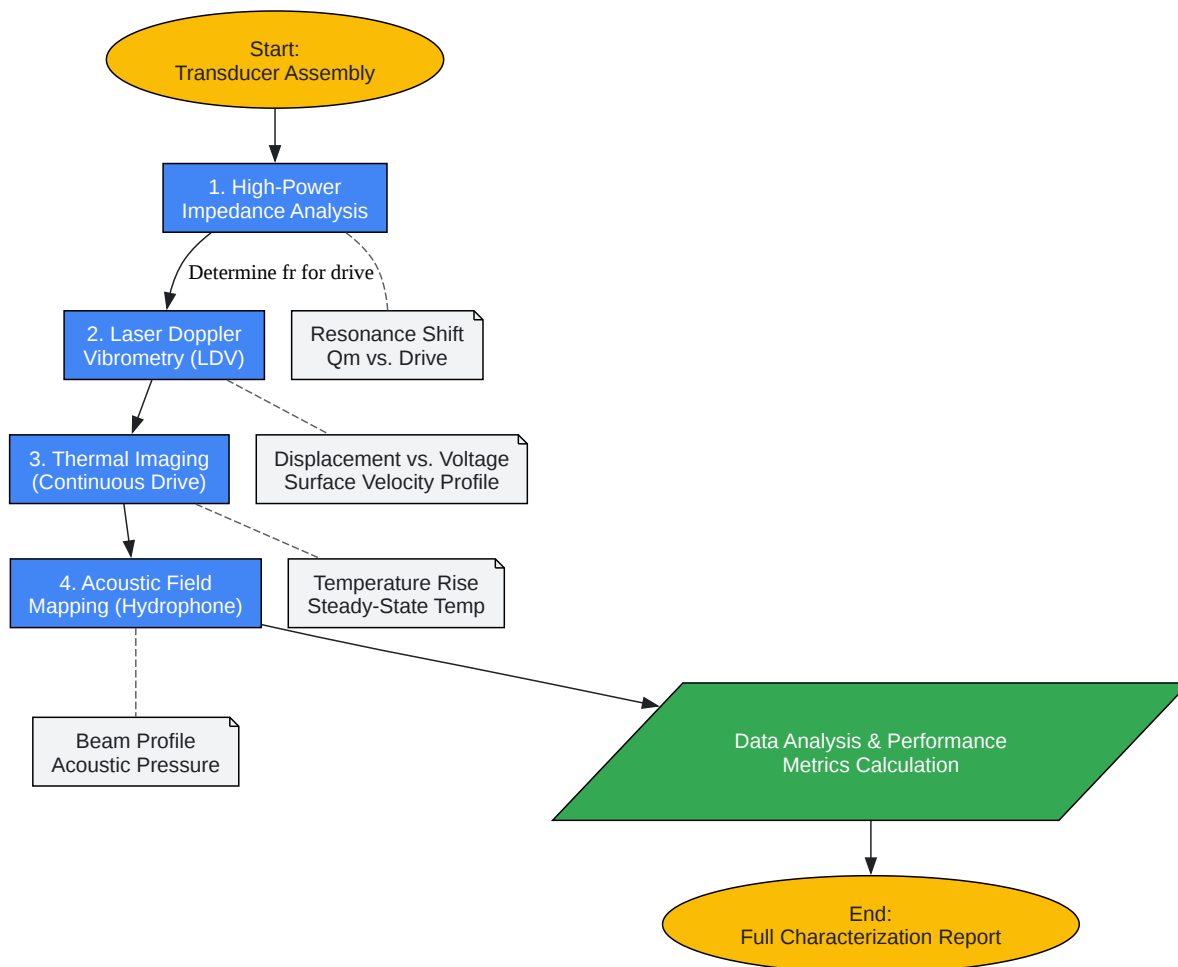 Start:
Transducer Assembly
1. High-Power
Impedance Analysis
Determine fr for drive
2. Laser Doppler
Vibrometry (LDV)
Resonance Shift
Qm vs. Drive
3. Thermal Imaging
(Continuous Drive)
Displacement vs. Voltage
Surface Velocity Profile
4. Acoustic Field
Mapping (Hydrophone)
Temperature Rise
Steady-State Temp
Beam Profile
Acoustic Pressure
Data Analysis & Performance
Metrics Calculation
End:
Full Characterization Report